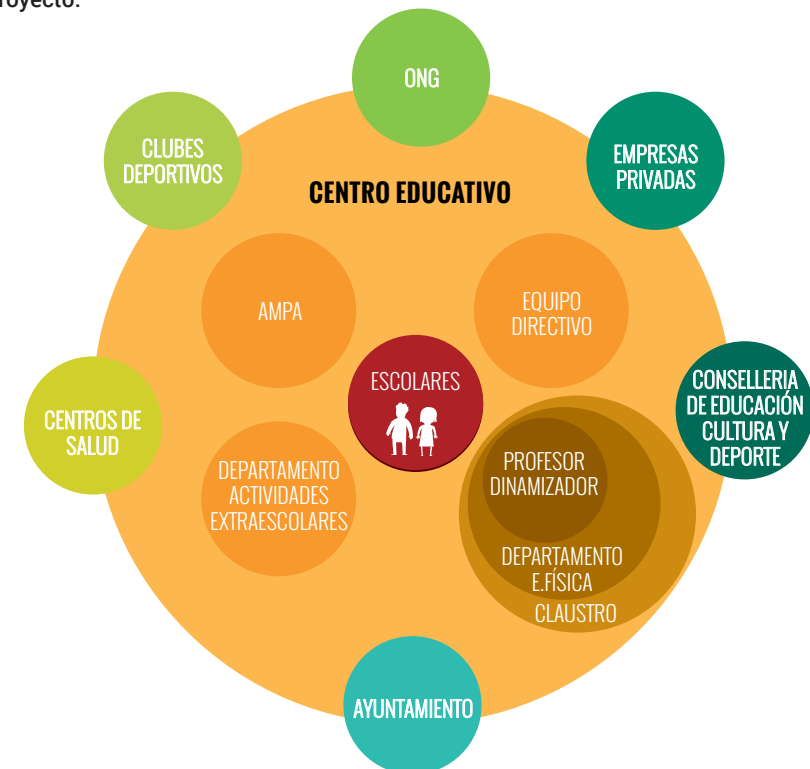 royecto.
ONG
CLUBES
DEPORTIVOS
EMPRESAS
PRIVADAS
CENTRO EDUCATIVO
AMPA
EQUIPO
DIRECTIVO
ESCOLARES
CONSELLERIA
DE EDUCACIÓN
CULTURA Y
DEPORTE
CENTROS DE
SALUD
DEPARTAMENTO
ACTIVIDADES
EXTRAESCOLARES
PROFESOR
DINAMIZADOR
DEPARTAMENTO
E.FÍSICA
CLAUSTRO
AYUNTAMIENTO